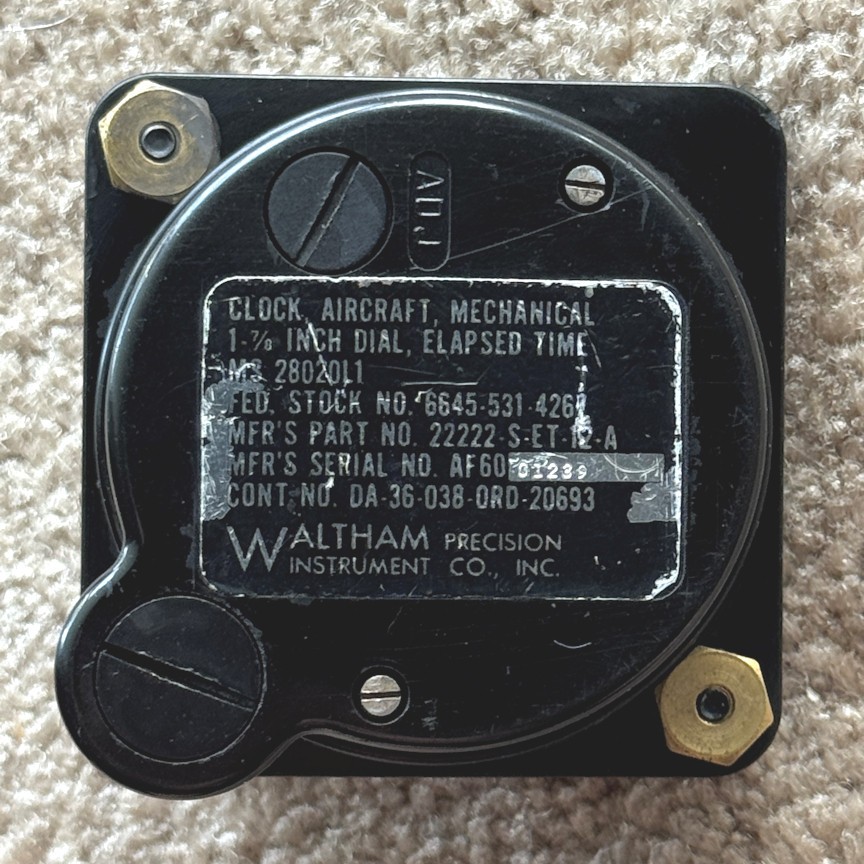 ADJ
CLOCK, AIRCRAFT, MECHANICAL
1-7/8 INCH DIAL, ELAPSED TIME
MS 28020L1
FED. STOCK NO. 6645-531-426
MFR'S PART NO. 22222-S-ET-12-A
MFR'S SERIAL NO. AF60 01239
CONT. NO. DA-36-038-ORD-20693
WALTHAM PRECISION
INSTRUMENT CO., INC.